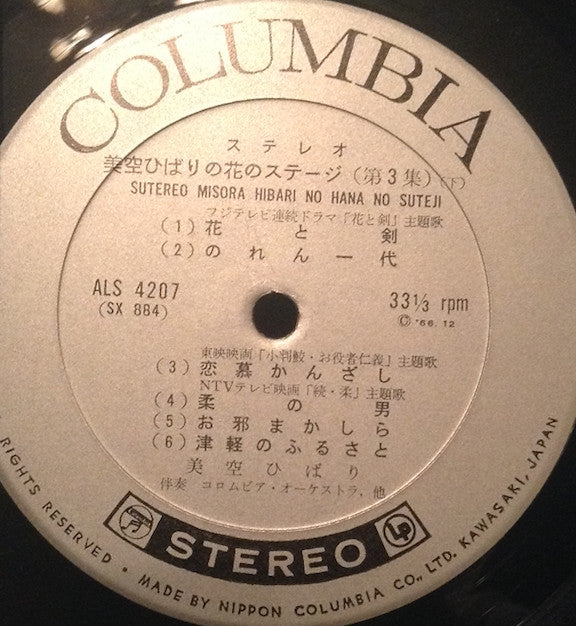 COLUMBIA
ステレオ
美空ひばりの花のステージ(第3集)(下)
SUTEREO MISORA HIBARI NO HANA NO SUTEJI
フジテレビ連続ドラマ「花と剣」主題歌
(1) 花と剣
(2) のれん一代
ALS 4207
(SX 884)
33 1/3 rpm
Ⓒ '66.12
東映映画「小判鮫・お役者仁義」主題歌
(3) 恋慕かんざし
NTVテレビ映画「続・柔」主題歌
(4) 柔の男
(5) お邪まかしら
(6) 津軽のふるさと
美空ひばり
伴奏 コロムビア・オーケストラ, 他
STEREO
LP
RIGHTS RESERVED • MADE BY NIPPON COLUMBIA CO., LTD. KAWASAKI, JAPAN